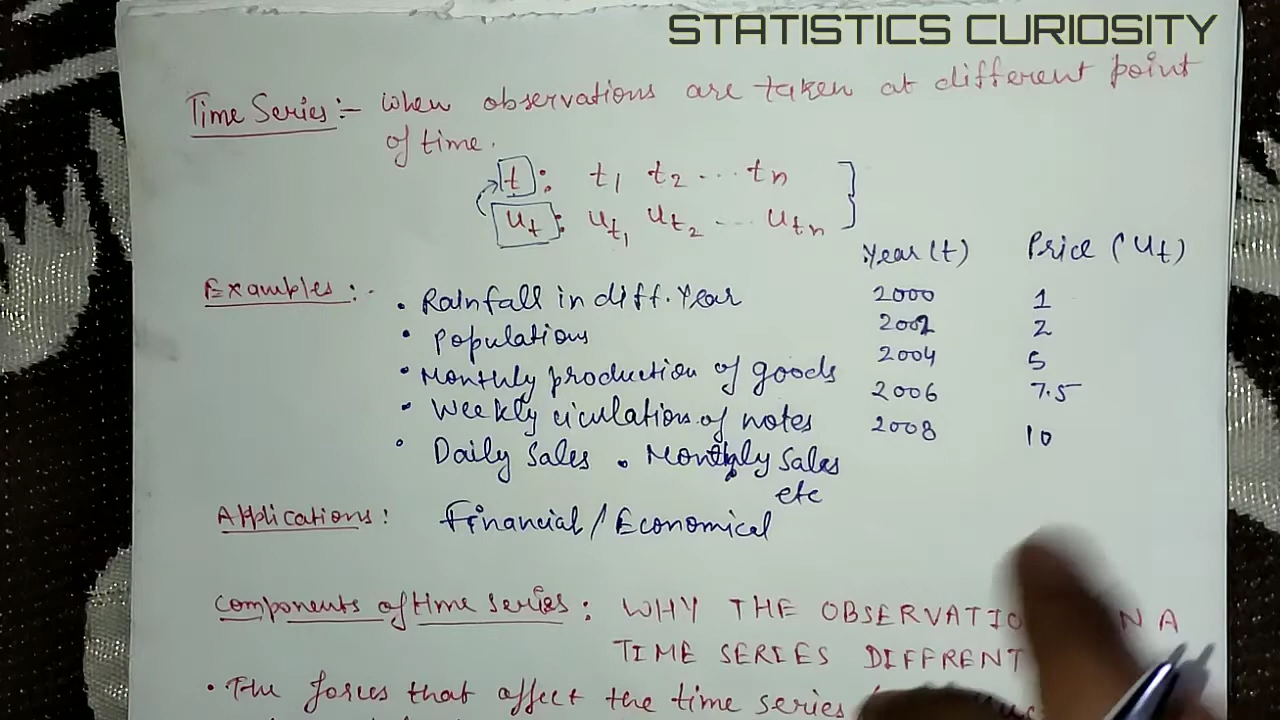 STATISTICS CURIOSITY
Time Series :- When observations are taken at different point
of time.
t : t1 t2 ... tn
Ut : Ut1 Ut2 ... Utn
Year (t) Price (Ut)
2000 1
2002 2
2004 5
2006 7.5
2008 10
Examples :-
• Rainfall in diff. Year
• Populations
• Monthly production of goods
• Weekly ciculation of notes
• Daily Sales • Monthly Sales
etc
Applications : Financial / Economical
Components of time series : WHY THE OBSERVATIO N A
TIME SERIES DIFFRENT
• The forces that affect the time series